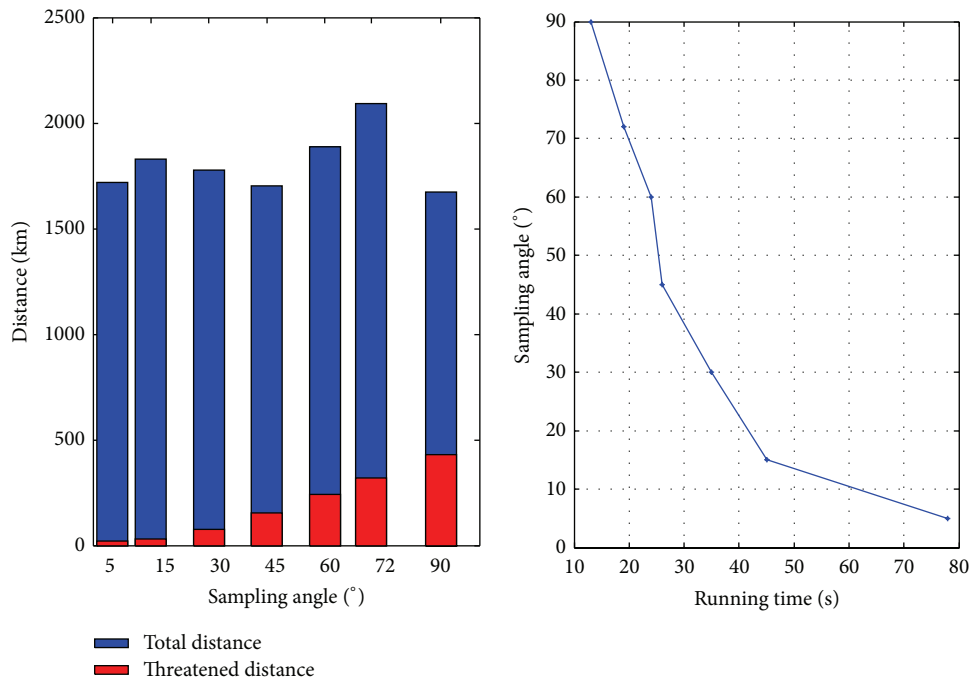 2500
2000
1500
1000
500
0
Distance (km)
5 15 30 45 60 72 90
Sampling angle (°)
Total distance
Threatened distance
90
80
70
60
50
40
30
20
10
0
Sampling angle (°)
10 20 30 40 50 60 70 80
Running time (s)